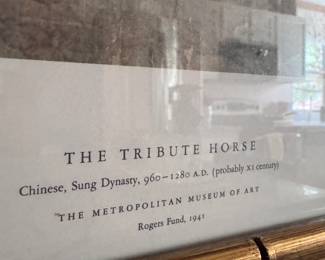 THE TRIBUTE HORSE
Chinese, Sung Dynasty, 960–1280 A.D. (probably XI century)
THE METROPOLITAN MUSEUM OF ART
Rogers Fund, 1941